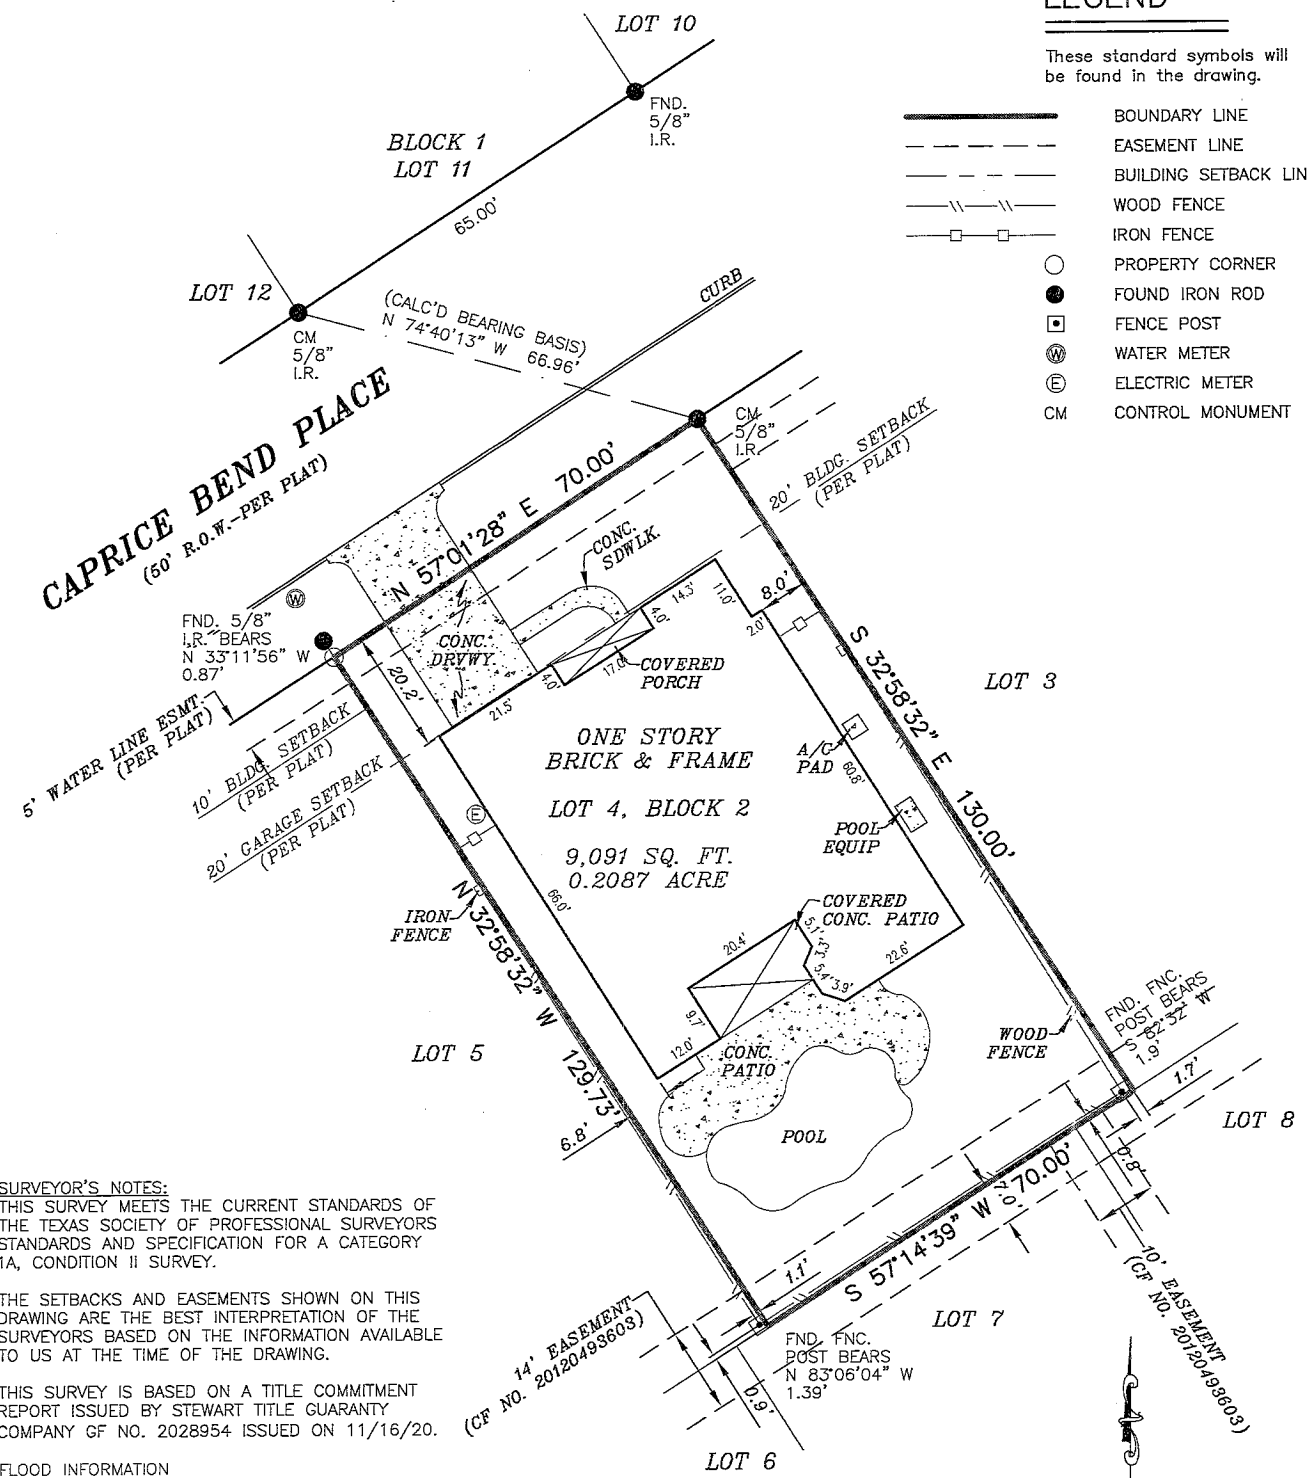 LEGEND
These standard symbols will
be found in the drawing.
BOUNDARY LINE
EASEMENT LINE
BUILDING SETBACK LIN
WOOD FENCE
IRON FENCE
PROPERTY CORNER
FOUND IRON ROD
FENCE POST
W WATER METER
E ELECTRIC METER
CM CONTROL MONUMENT
LOT 10
FND.
5/8"
I.R.
BLOCK 1
LOT 11
65.00'
LOT 12
CM
5/8"
I.R.
(CALC'D BEARING BASIS)
N 74°40'13" W 66.96'
CURB
CAPRICE BEND PLACE
(50' R.O.W.-PER PLAT)
CM
5/8"
I.R.
N 57°01'28" E 70.00'
20' BLDG. SETBACK
(PER PLAT)
W
CONC.
SDWLK.
FND. 5/8"
I.R. BEARS
N 33°11'56" W
0.87'
CONC.
DRVWY.
20.2'
8.0'
14.3'
11.0'
2.0'
4.0'
17.0'
4.0'
21.5'
COVERED
PORCH
S 32°58'32" E 130.00'
LOT 3
5' WATER LINE ESMT.
(PER PLAT)
10' BLDG. SETBACK
(PER PLAT)
20' GARAGE SETBACK
(PER PLAT)
ONE STORY
BRICK & FRAME
LOT 4, BLOCK 2
9,091 SQ. FT.
0.2087 ACRE
A/C
PAD
60.8'
POOL
EQUIP
E
IRON
FENCE
66.0'
N 32°58'32" W 129.73'
COVERED
CONC. PATIO
20.4'
5.1'
3.3'
5.4'
3.9'
22.6'
9.7'
12.0'
CONC.
PATIO
POOL
WOOD
FENCE
FND. FNC.
POST BEARS
S 82°32' W
1.9'
1.7'
LOT 5
6.8'
LOT 8
0.8'
7.0'
S 57°14'39" W 70.00'
1.1'
10' EASEMENT
(CF NO. 20120493603)
LOT 7
14' EASEMENT
(CF NO. 20120493603)
FND. FNC.
POST BEARS
N 83°06'04" W
1.39'
0.9'
LOT 6
SURVEYOR'S NOTES:
THIS SURVEY MEETS THE CURRENT STANDARDS OF
THE TEXAS SOCIETY OF PROFESSIONAL SURVEYORS
STANDARDS AND SPECIFICATION FOR A CATEGORY
1A, CONDITION II SURVEY.
THE SETBACKS AND EASEMENTS SHOWN ON THIS
DRAWING ARE THE BEST INTERPRETATION OF THE
SURVEYORS BASED ON THE INFORMATION AVAILABLE
TO US AT THE TIME OF THE DRAWING.
THIS SURVEY IS BASED ON A TITLE COMMITMENT
REPORT ISSUED BY STEWART TITLE GUARANTY
COMPANY GF NO. 2028954 ISSUED ON 11/16/20.
FLOOD INFORMATION